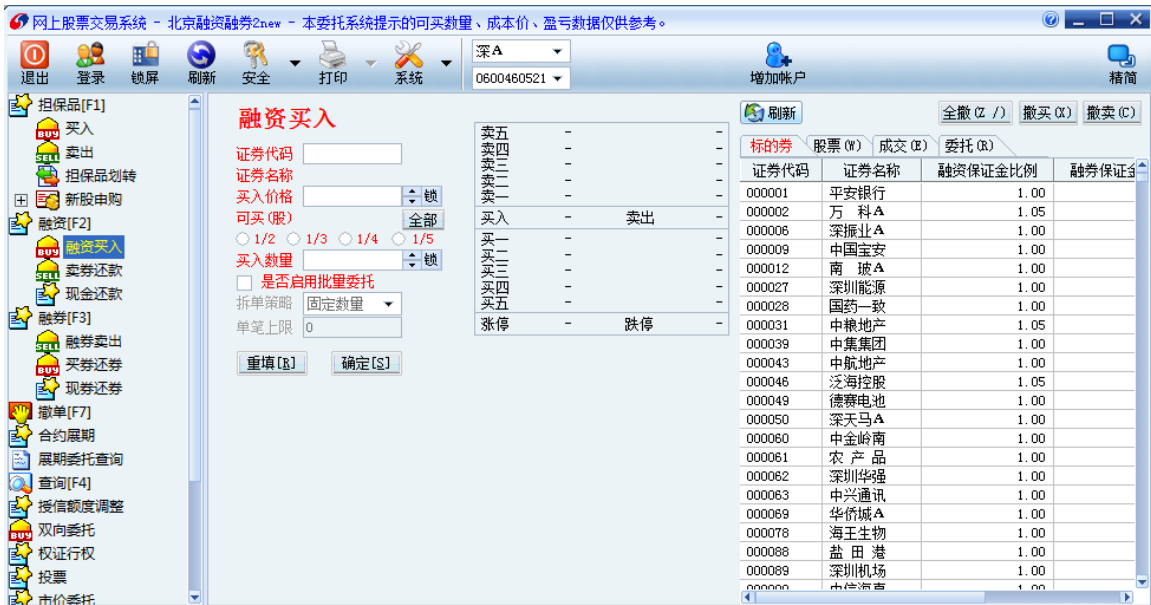 网上股票交易系统 - 北京融资融券2new - 本委托系统提示的可买数量、成本价、盈亏数据仅供参考。
退出 登录 锁屏 刷新 安全 打印 系统 深A 0600460521 增加帐户 精简
担保品[F1]
买入
卖出
担保品划转
新股申购
融资[F2]
融资买入
卖券还款
现金还款
融券[F3]
融券卖出
买券还券
现券还券
撤单[F7]
合约展期
展期委托查询
查询[F4]
授信额度调整
双向委托
权证行权
投票
市价委托
融资买入
证券代码
证券名称
买入价格 锁
可买(股) 全部
1/2 1/3 1/4 1/5
买入数量 锁
是否启用批量委托
拆单策略 固定数量
单笔上限 0
重填[R] 确定[S]
卖五 - -
卖四 - -
卖三 - -
卖二 - -
卖一 - -
买入 - 卖出 -
买一 - -
买二 - -
买三 - -
买四 - -
买五 - -
涨停 - 跌停 -
刷新 全撤(Z /) 撤买(X) 撤卖(C)
标的券 股票(W) 成交(E) 委托(R)
证券代码 证券名称 融资保证金比例 融券保证金
000001 平安银行 1.00
000002 万 科A 1.05
000006 深振业A 1.00
000009 中国宝安 1.00
000012 南 玻A 1.00
000027 深圳能源 1.00
000028 国药一致 1.00
000031 中粮地产 1.05
000039 中集集团 1.00
000043 中航地产 1.00
000046 泛海控股 1.05
000049 德赛电池 1.00
000050 深天马A 1.00
000060 中金岭南 1.00
000061 农 产 品 1.00
000062 深圳华强 1.00
000063 中兴通讯 1.00
000069 华侨城A 1.00
000078 海王生物 1.00
000088 盐 田 港 1.00
000089 深圳机场 1.00